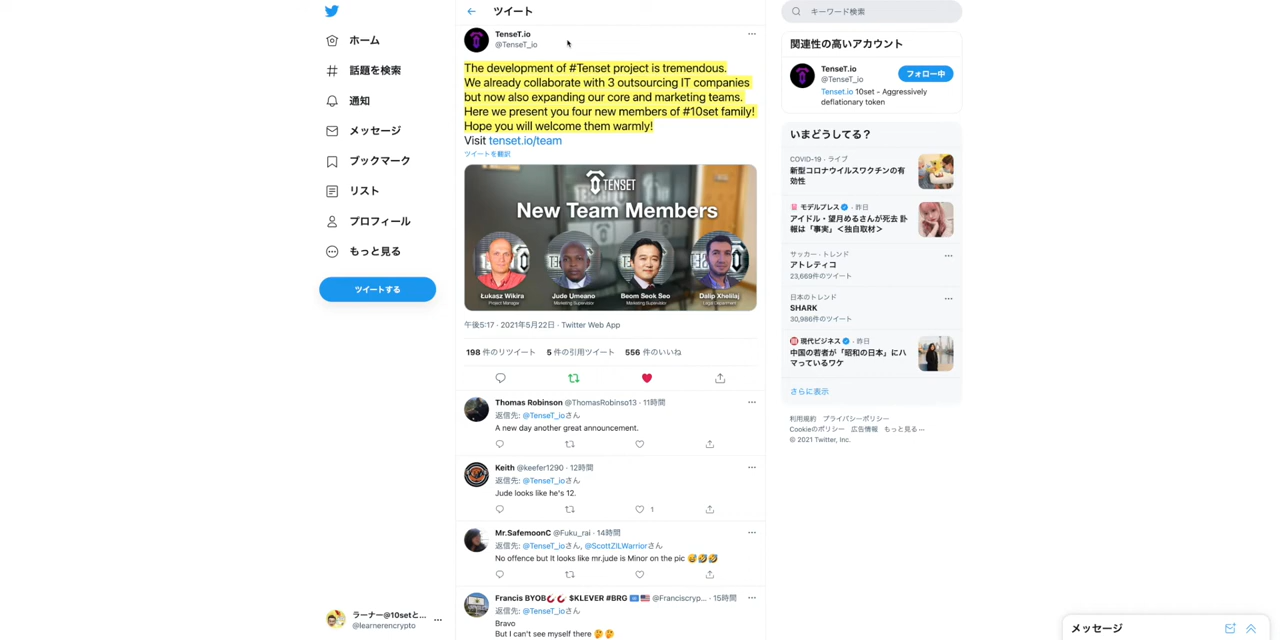 ホーム
話題を検索
通知
メッセージ
ブックマーク
リスト
プロフィール
もっと見る
ツイートする
ラーナー@10setと...
@learnerencrypto
ツイート
TenseT.io
@TenseT_io
The development of #Tenset project is tremendous.
We already collaborate with 3 outsourcing IT companies
but now also expanding our core and marketing teams.
Here we present you four new members of #10set family!
Hope you will welcome them warmly!
Visit tenset.io/team
ツイートを翻訳
TENSET
New Team Members
Łukasz Wikira
Project Manager
Jude Umeano
Marketing Supervisor
Beom Seok Seo
Marketing Supervisor
Dalip Xhelilaj
Legal Department
午後5:17 · 2021年5月22日 · Twitter Web App
198 件のリツイート 5 件の引用ツイート 556 件のいいね
Thomas Robinson @ThomasRobinso13 · 11時間
返信先: @TenseT_ioさん
A new day another great announcement.
Keith @keefer1290 · 12時間
返信先: @TenseT_ioさん
Jude looks like he's 12.
1
Mr.SafemoonC @Fuku_rai · 14時間
返信先: @TenseT_ioさん, @ScottZILWarriorさん
No offence but It looks like mr.jude is Minor on the pic 😅🤣🤣
Francis BYOB $KLEVER #BRG @Franciscryp... · 15時間
返信先: @TenseT_ioさん
Bravo
But I can't see myself there 🤔🤔
キーワード検索
関連性の高いアカウント
TenseT.io
@TenseT_io
フォロー中
Tenset.io 10set - Aggressively
deflationary token
いまどうしてる？
COVID-19 · ライブ
新型コロナウイルスワクチンの有
効性
モデルプレス · 昨日
アイドル・望月めるさんが死去 訃
報は「事実」＜独自取材＞
サッカー · トレンド
アトレティコ
23,669件のツイート
日本のトレンド
SHARK
30,986件のツイート
現代ビジネス · 昨日
中国の若者が「昭和の日本」にハ
マっているワケ
さらに表示
利用規約 プライバシーポリシー
Cookieのポリシー 広告情報 もっと見る ...
© 2021 Twitter, Inc.
メッセージ